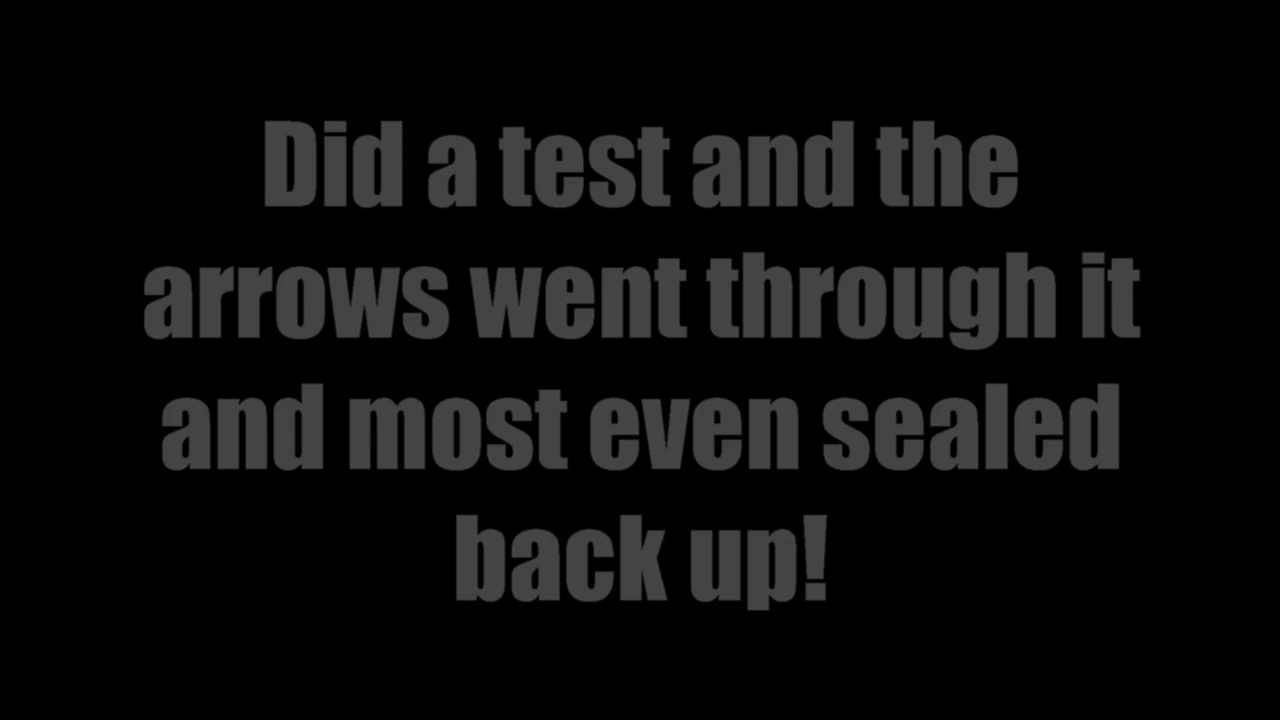 Did a test and the
arrows went through it
and most even sealed
back up!